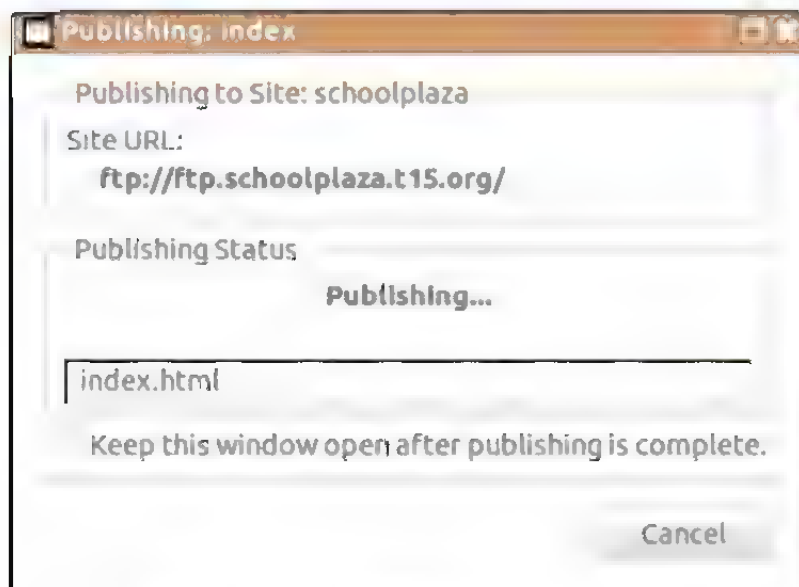 Publishing: index
Publishing to Site: schoolplaza
Site URL:
ftp://ftp.schoolplaza.t15.org/
Publishing Status
Publishing...
index.html
Keep this window open after publishing is complete.
Cancel